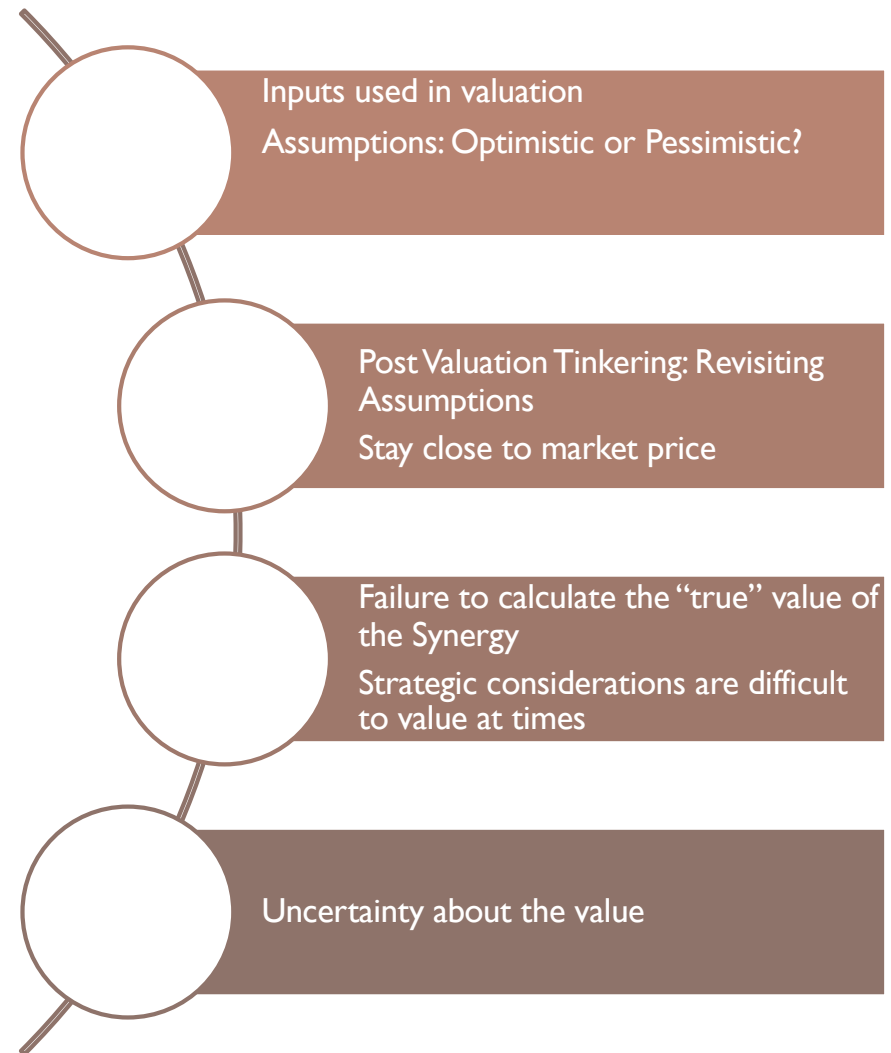 Inputs used in valuation
Assumptions: Optimistic or Pessimistic?
Post Valuation Tinkering: Revisiting
Assumptions
Stay close to market price
Failure to calculate the “true” value of
the Synergy
Strategic considerations are difficult
to value at times
Uncertainty about the value